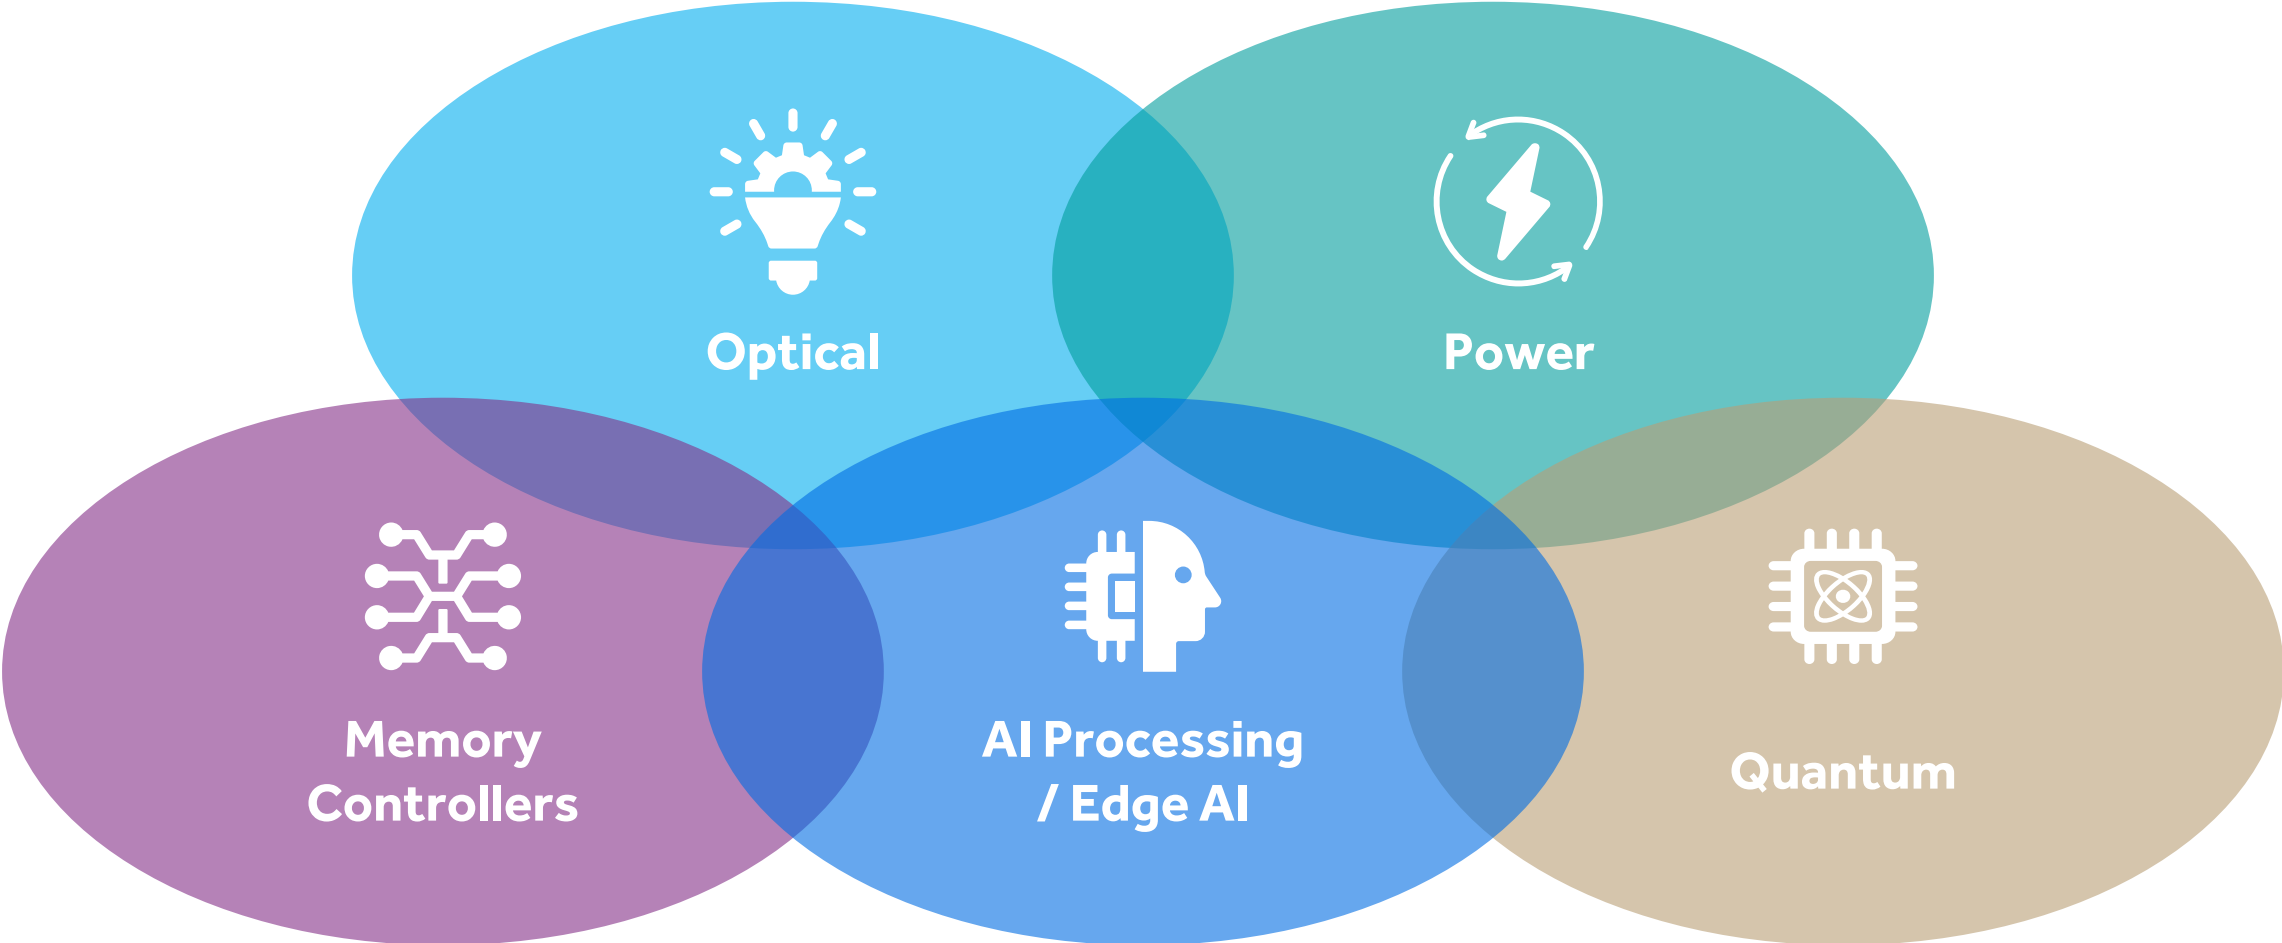 Optical
Power
Memory
Controllers
AI Processing
/ Edge AI
Quantum